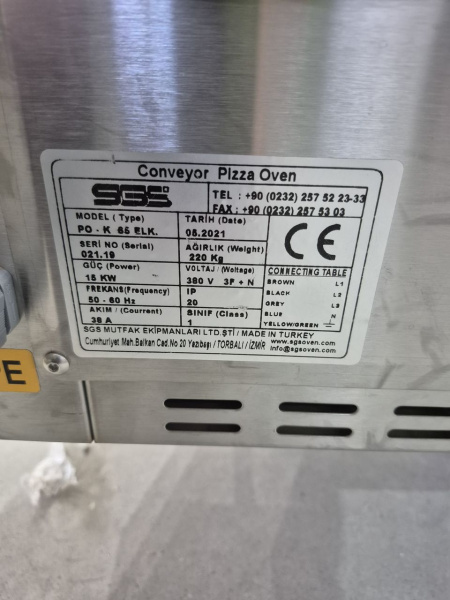 Conveyor Pizza Oven
SGS
TEL : +90 (0232) 257 52 23-33
FAX : +90 (0232) 257 53 03
MODEL ( Type)
PO - K 65 ELK.
TARİH (Date)
05.2021
SERİ NO (Serial)
021.19
AĞIRLIK (Weight)
220 Kg
GÜÇ (Power)
15 KW
VOLTAJ / (Woltage)
380 V 3F + N
FREKANS(Frequency)
50 - 60 Hz
IP
20
AKIM / (Courrent)
38 A
SINIF (Clnes)
1
CE
CONNECTING TABLE
BROWN L1
BLACK L2
GREY L3
BLUE N
YELLOW/GREEN
SGS MUTFAK EKİPMANLARI LTD.ŞTİ / MADE IN TURKEY
Cumhuriyet Mah.Balkan Cad.No 20 Yazıbaşı / TORBALI / İZMİR
www.sgsoven.com
info@sgsoven.com
PE